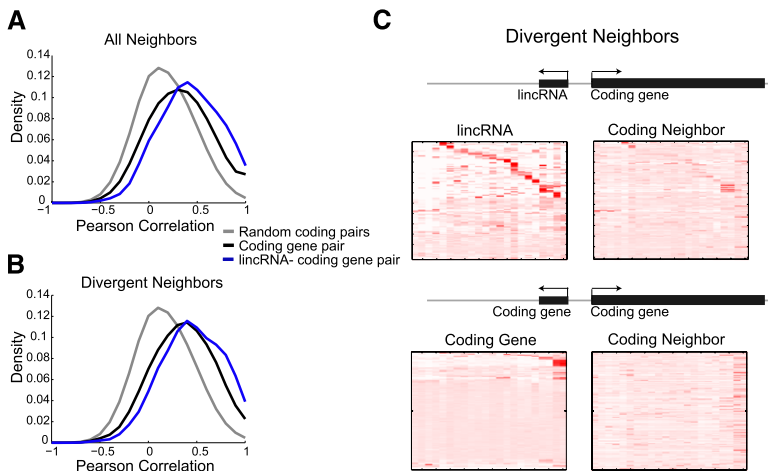 A
All Neighbors
0.14
0.12
0.1
0.08
0.06
0.04
0.02
0
Density
−1
−0.5
0
0.5
1
Pearson Correlation
Random coding pairs
Coding gene pair
lincRNA- coding gene pair
B
Divergent Neighbors
0.14
0.12
0.1
0.08
0.06
0.04
0.02
0
Density
−1
−0.5
0
0.5
1
Pearson Correlation
C
Divergent Neighbors
lincRNA
Coding gene
lincRNA
Coding Neighbor
Coding gene
Coding gene
Coding Gene
Coding Neighbor